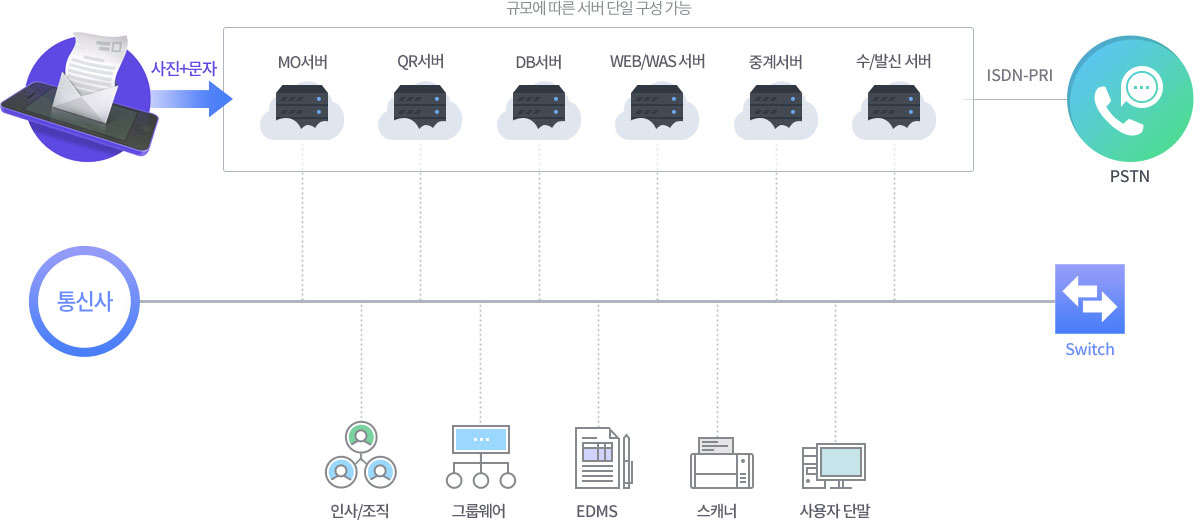 규모에 따른 서버 단일 구성 가능
사진+문자
MO서버
QR서버
DB서버
WEB/WAS 서버
중계서버
수/발신 서버
ISDN-PRI
PSTN
통신사
Switch
인사/조직
그룹웨어
EDMS
스캐너
사용자 단말